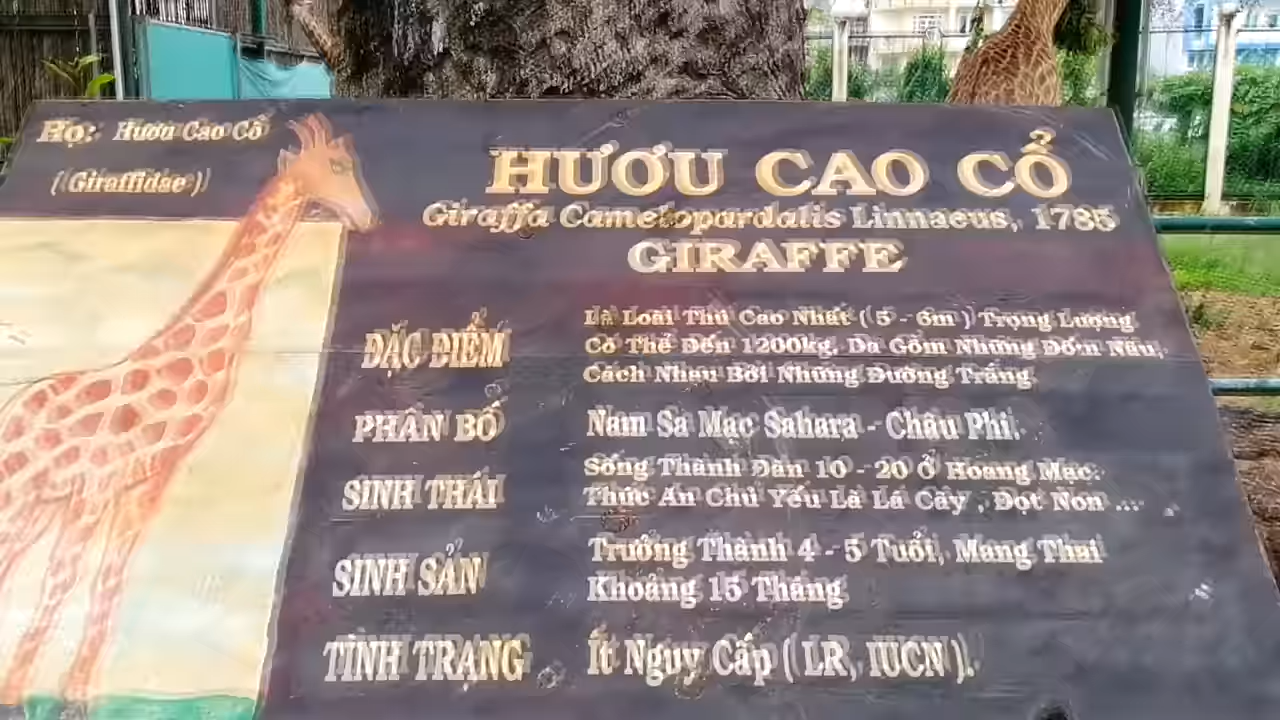 Họ: Hươu Cao Cổ
(Giraffidae)
HƯƠU CAO CỔ
Giraffa Camelopardalis Linnaeus, 1785
GIRAFFE
ĐẶC ĐIỂM
Là Loài Thú Cao Nhất ( 5 - 6m ) Trọng Lượng
Có Thể Đến 1200kg. Da Gồm Những Đốm Nâu,
Cách Nhau Bởi Những Đường Trắng
PHÂN BỐ
Nam Sa Mạc Sahara - Châu Phi.
SINH THÁI
Sống Thành Đàn 10 - 20 Ở Hoang Mạc.
Thức Ăn Chủ Yếu Là Lá Cây , Đọt Non ...
SINH SẢN
Trưởng Thành 4 - 5 Tuổi, Mang Thai
Khoảng 15 Tháng
TÌNH TRẠNG
Ít Nguy Cấp ( LR, IUCN ).